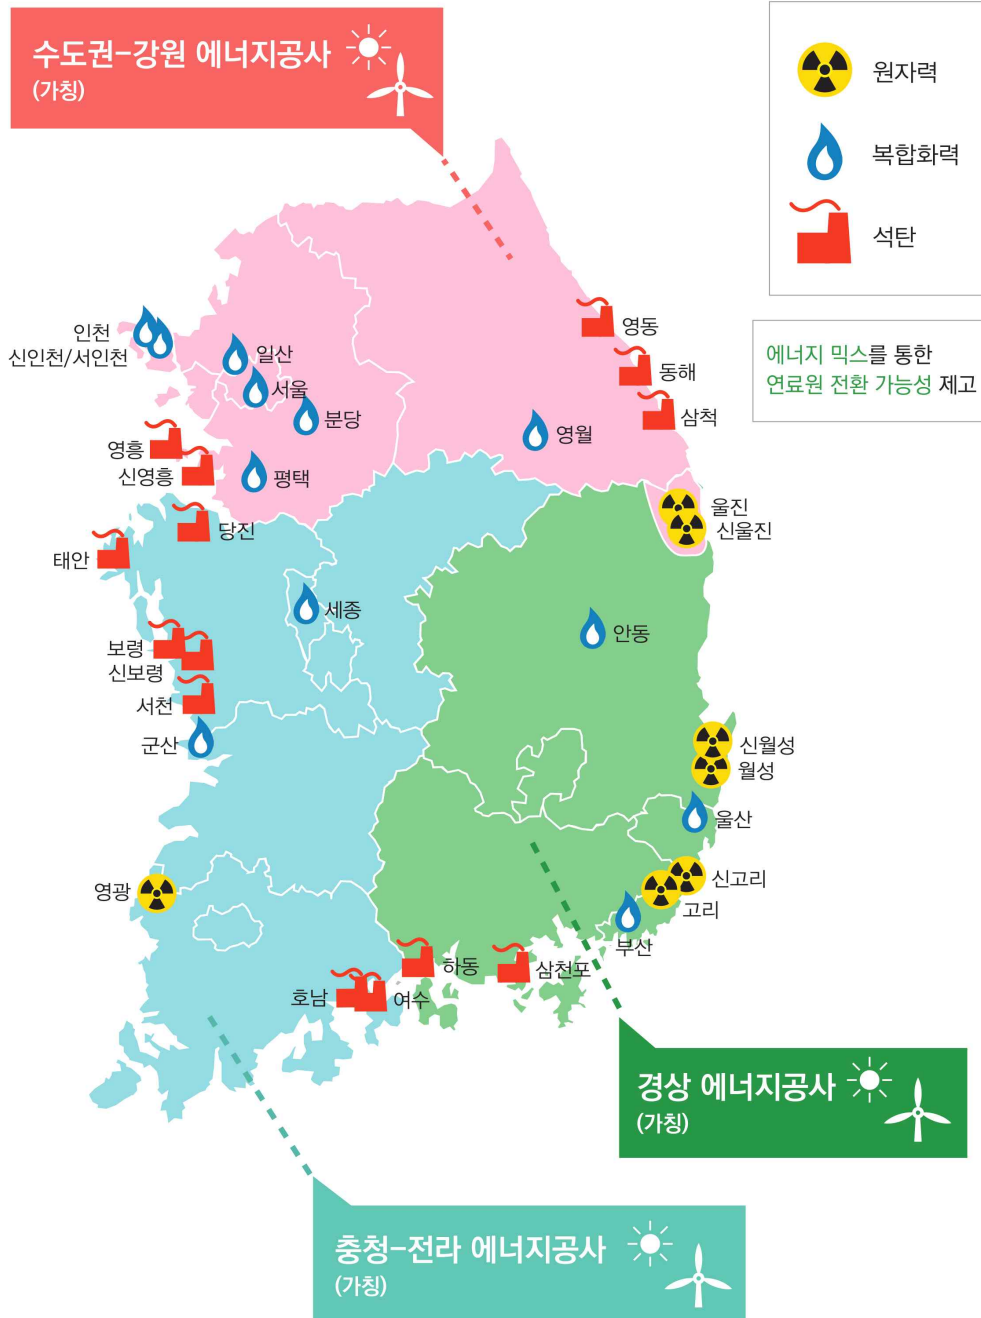 수도권-강원 에너지공사
(가칭)
원자력
복합화력
석탄
에너지 믹스를 통한
연료원 전환 가능성 제고
인천
신인천/서인천
일산
서울
분당
영흥
신영흥
평택
영동
동해
삼척
영월
울진
신울진
당진
태안
세종
안동
보령
신보령
서천
군산
신월성
월성
울산
영광
신고리
고리
부산
하동
삼천포
호남
여수
경상 에너지공사
(가칭)
충청-전라 에너지공사
(가칭)